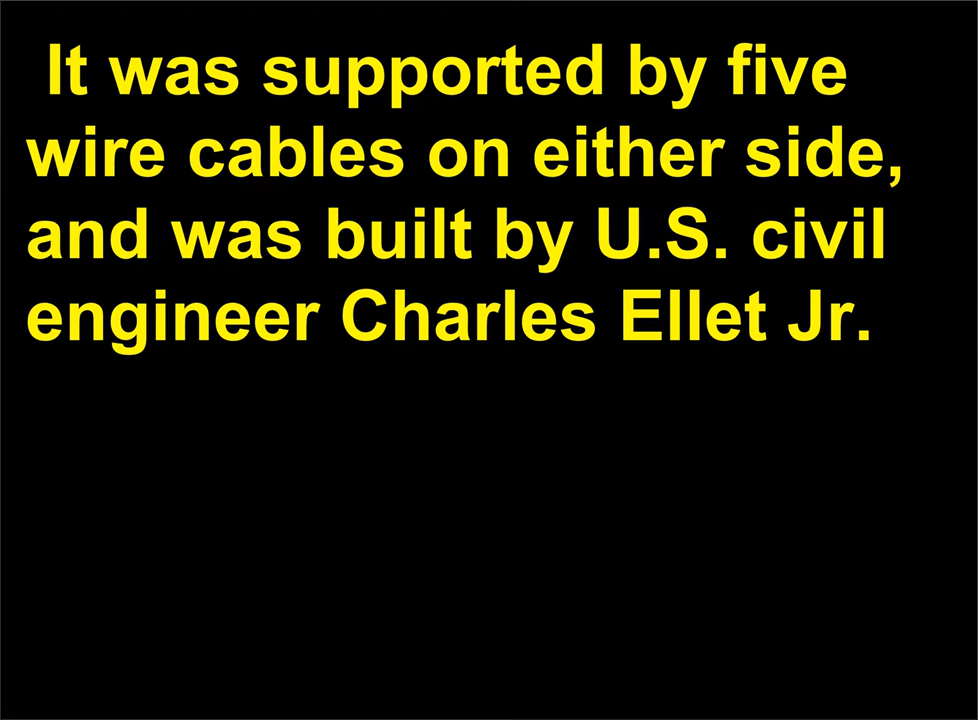 It was supported by five
wire cables on either side,
and was built by U.S. civil
engineer Charles Ellet Jr.